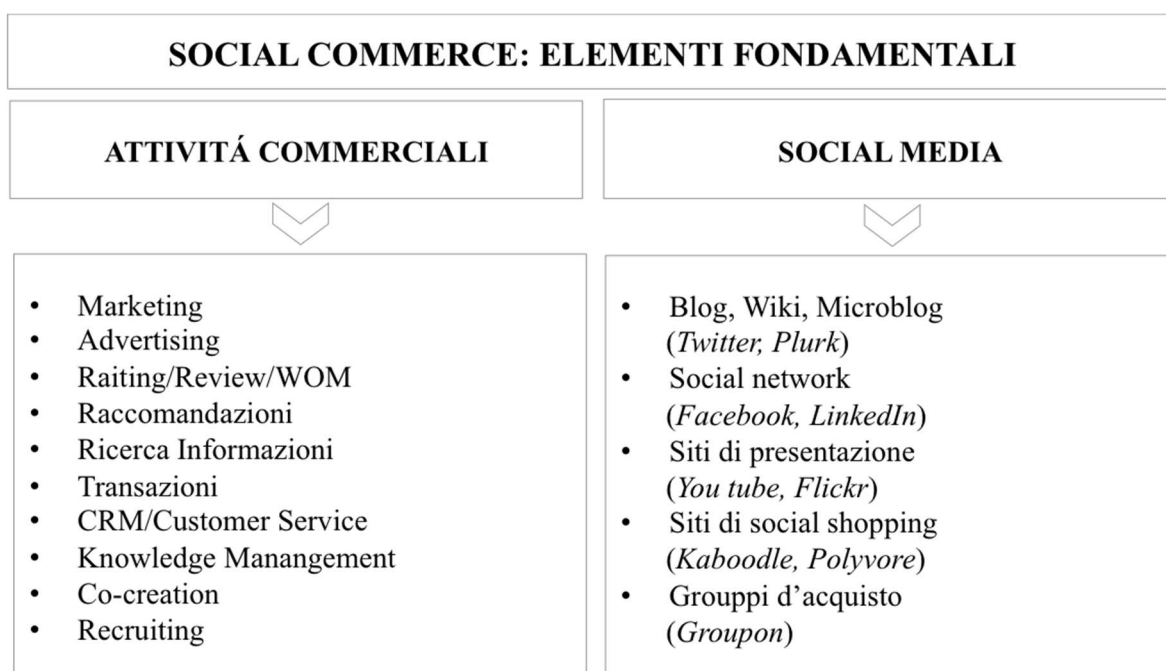 SOCIAL COMMERCE: ELEMENTI FONDAMENTALI
ATTIVITÁ COMMERCIALI
• Marketing
• Advertising
• Raiting/Review/WOM
• Raccomandazioni
• Ricerca Informazioni
• Transazioni
• CRM/Customer Service
• Knowledge Manangement
• Co-creation
• Recruiting
SOCIAL MEDIA
• Blog, Wiki, Microblog
(Twitter, Plurk)
• Social network
(Facebook, LinkedIn)
• Siti di presentazione
(You tube, Flickr)
• Siti di social shopping
(Kaboodle, Polyvore)
• Grouppi d’acquisto
(Groupon)